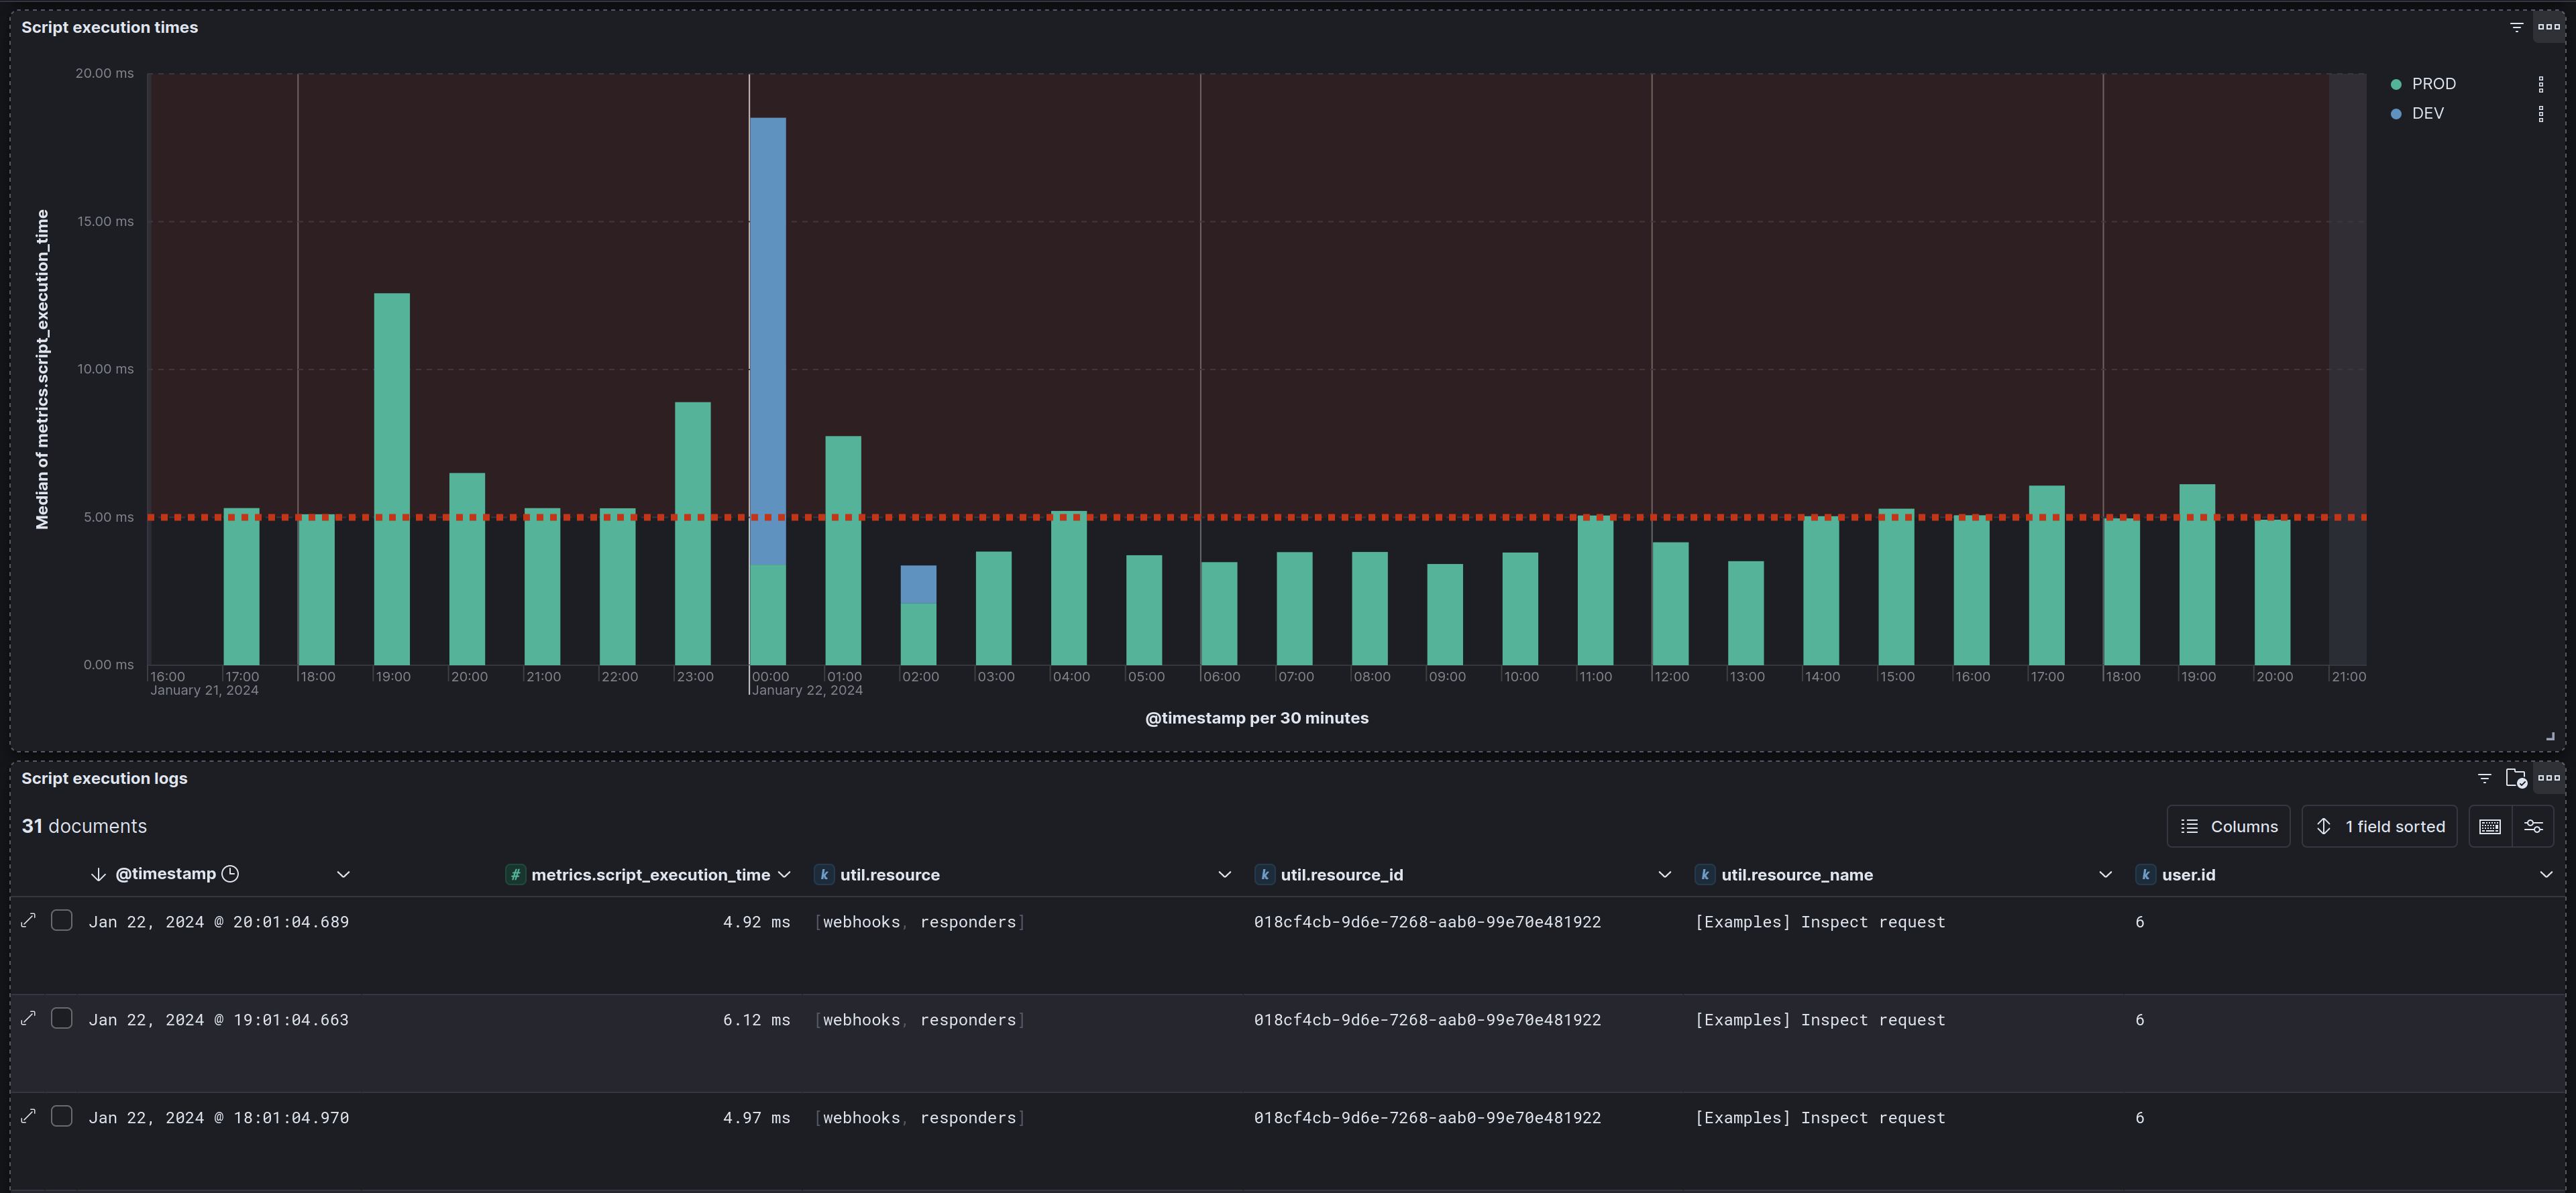 Script execution times
20.00 ms
15.00 ms
10.00 ms
5.00 ms
0.00 ms
Median of metrics.script_execution_time
PROD
DEV
16:00 17:00 18:00 19:00 20:00 21:00 22:00 23:00 00:00 01:00 02:00 03:00 04:00 05:00 06:00 07:00 08:00 09:00 10:00 11:00 12:00 13:00 14:00 15:00 16:00 17:00 18:00 19:00 20:00 21:00
January 21, 2024 January 22, 2024
@timestamp per 30 minutes
Script execution logs
31 documents
Columns
1 field sorted
@timestamp # metrics.script_execution_time k util.resource k util.resource_id k util.resource_name k user.id
Jan 22, 2024 @ 20:01:04.689 4.92 ms [webhooks, responders] 018cf4cb-9d6e-7268-aab0-99e70e481922 [Examples] Inspect request 6
Jan 22, 2024 @ 19:01:04.663 6.12 ms [webhooks, responders] 018cf4cb-9d6e-7268-aab0-99e70e481922 [Examples] Inspect request 6
Jan 22, 2024 @ 18:01:04.970 4.97 ms [webhooks, responders] 018cf4cb-9d6e-7268-aab0-99e70e481922 [Examples] Inspect request 6